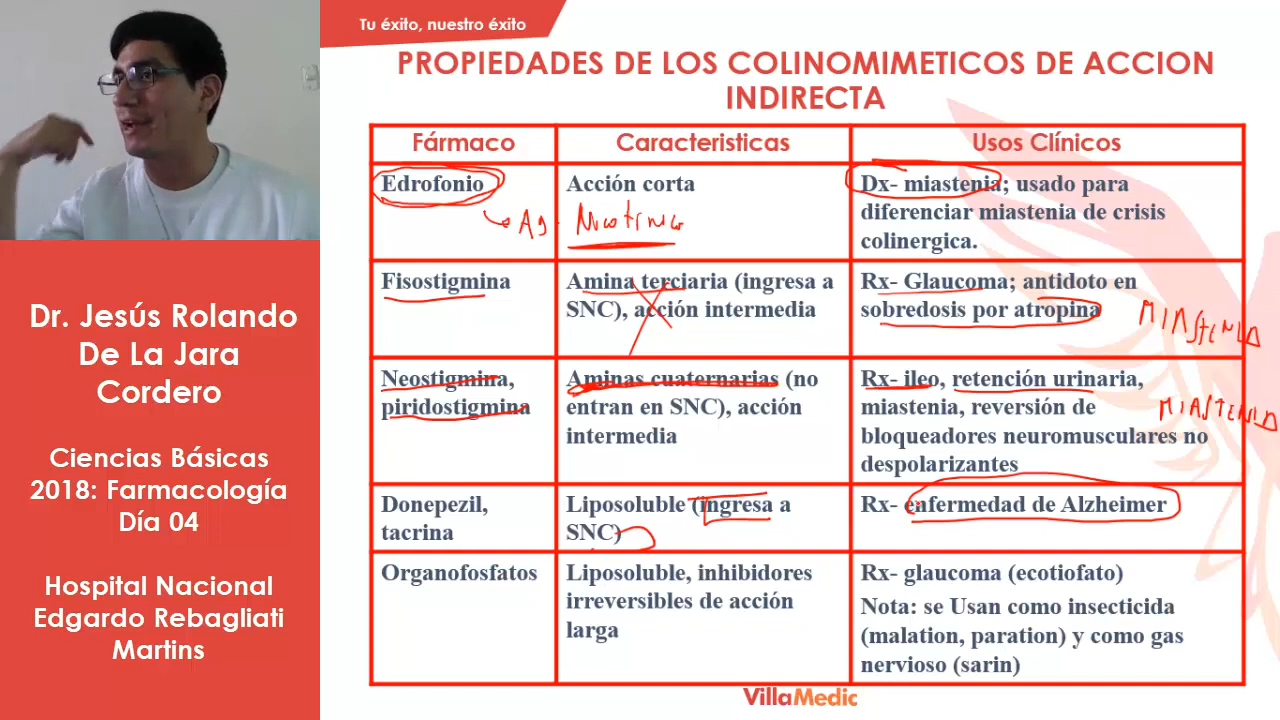 Tu éxito, nuestro éxito
PROPIEDADES DE LOS COLINOMIMETICOS DE ACCION
INDIRECTA
Fármaco
Caracteristicas
Usos Clínicos
Edrofonio
Acción corta
Dx- miastenia; usado para
diferenciar miastenia de crisis
colinergica.
Ag. Nicotinico
Fisostigmina
Amina terciaria (ingresa a
SNC), acción intermedia
Rx- Glaucoma; antidoto en
sobredosis por atropina
MIASTENIA
Neostigmina,
piridostigmina
Aminas cuaternarias (no
entran en SNC), acción
intermedia
Rx- ileo, retención urinaria,
miastenia, reversión de
bloqueadores neuromusculares no
despolarizantes
MIASTENIA
Donepezil,
tacrina
Liposoluble (ingresa a
SNC)
Rx- enfermedad de Alzheimer
Organofosfatos
Liposoluble, inhibidores
irreversibles de acción
larga
Rx- glaucoma (ecotiofato)
Nota: se Usan como insecticida
(malation, paration) y como gas
nervioso (sarin)
Dr. Jesús Rolando
De La Jara
Cordero
Ciencias Básicas
2018: Farmacología
Día 04
Hospital Nacional
Edgardo Rebagliati
Martins
VillaMedic